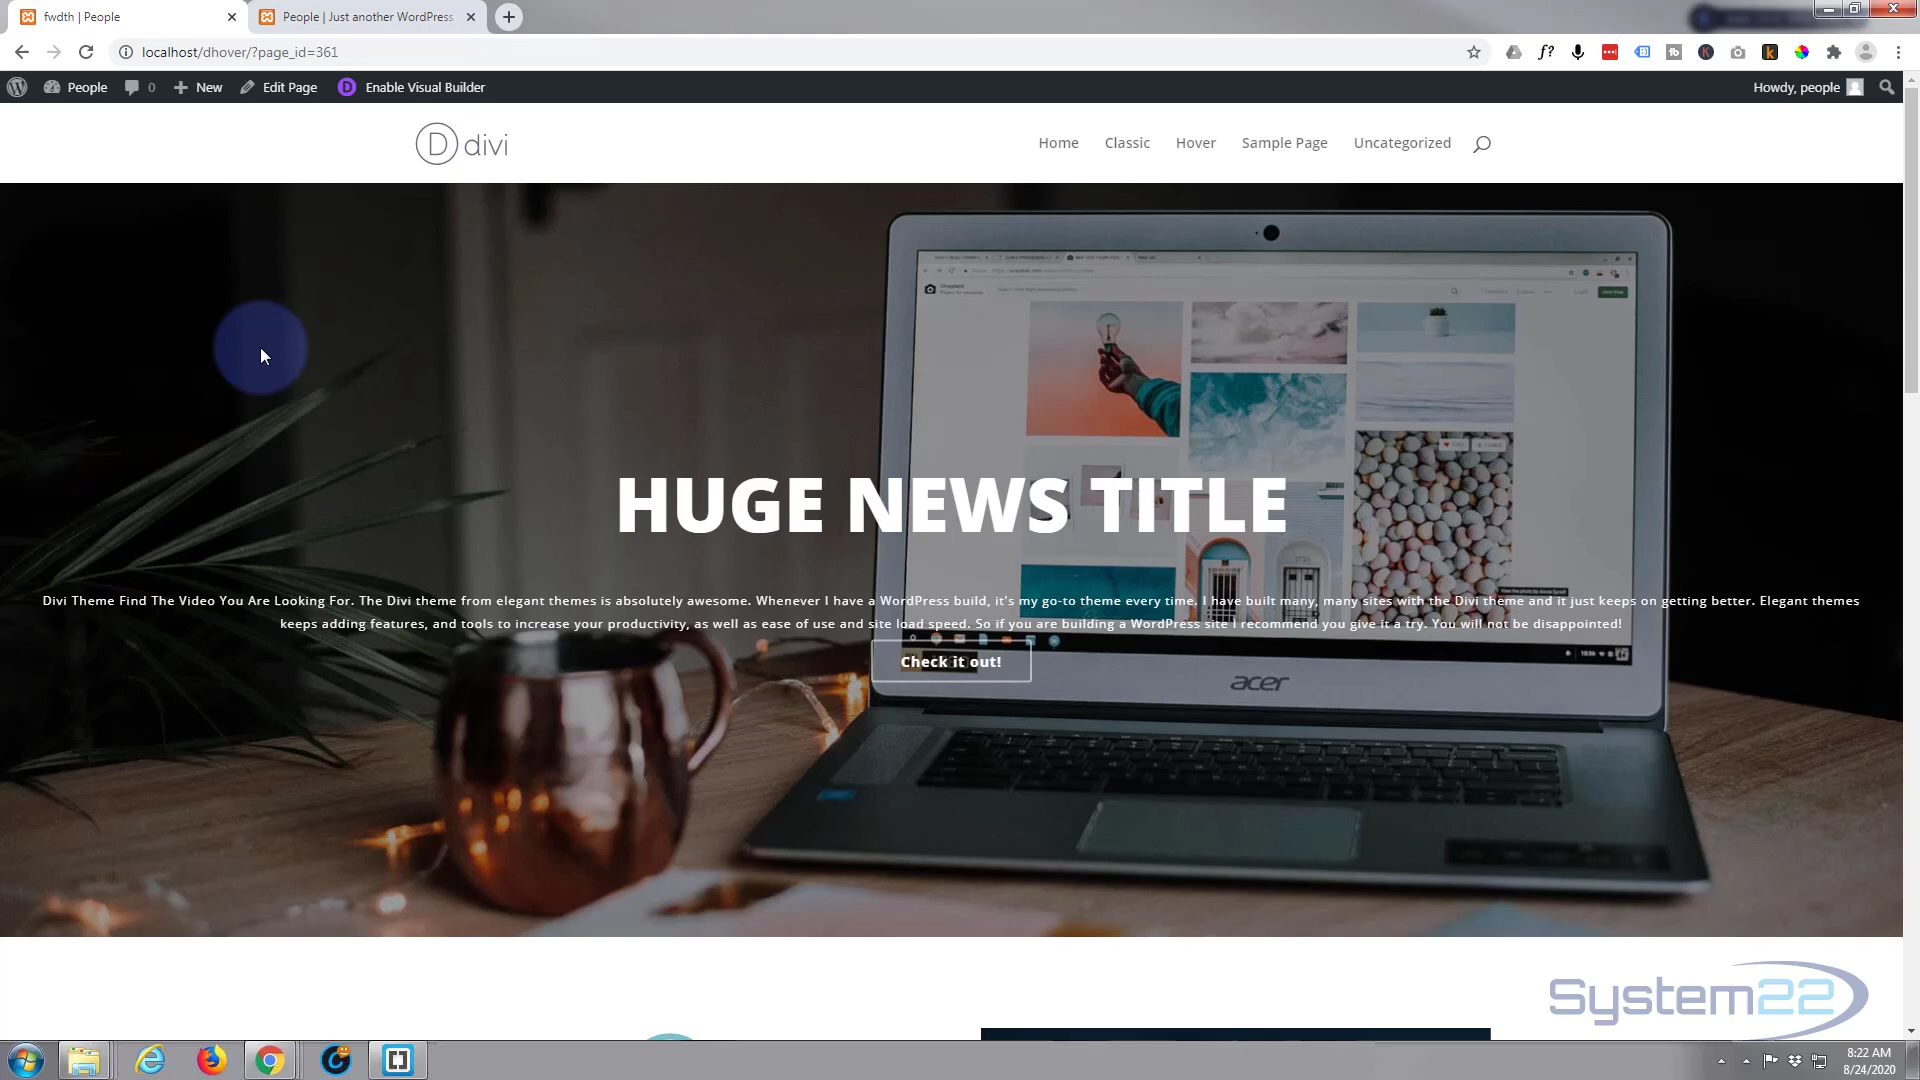 fwdth | People
People | Just another WordPress
localhost/dhover/?page_id=361
People 0 New Edit Page Enable Visual Builder
Howdy, people
D divi
Home Classic Hover Sample Page Uncategorized
HUGE NEWS TITLE
Divi Theme Find The Video You Are Looking For. The Divi theme from elegant themes is absolutely awesome. Whenever I have a WordPress build, it's my go-to theme every time. I have built many, many sites with the Divi theme and it just keeps on getting better. Elegant themes
keeps adding features, and tools to increase your productivity, as well as ease of use and site load speed. So if you are building a WordPress site I recommend you give it a try. You will not be disappointed!
Check it out!
acer
System22
8:22 AM
8/24/2020